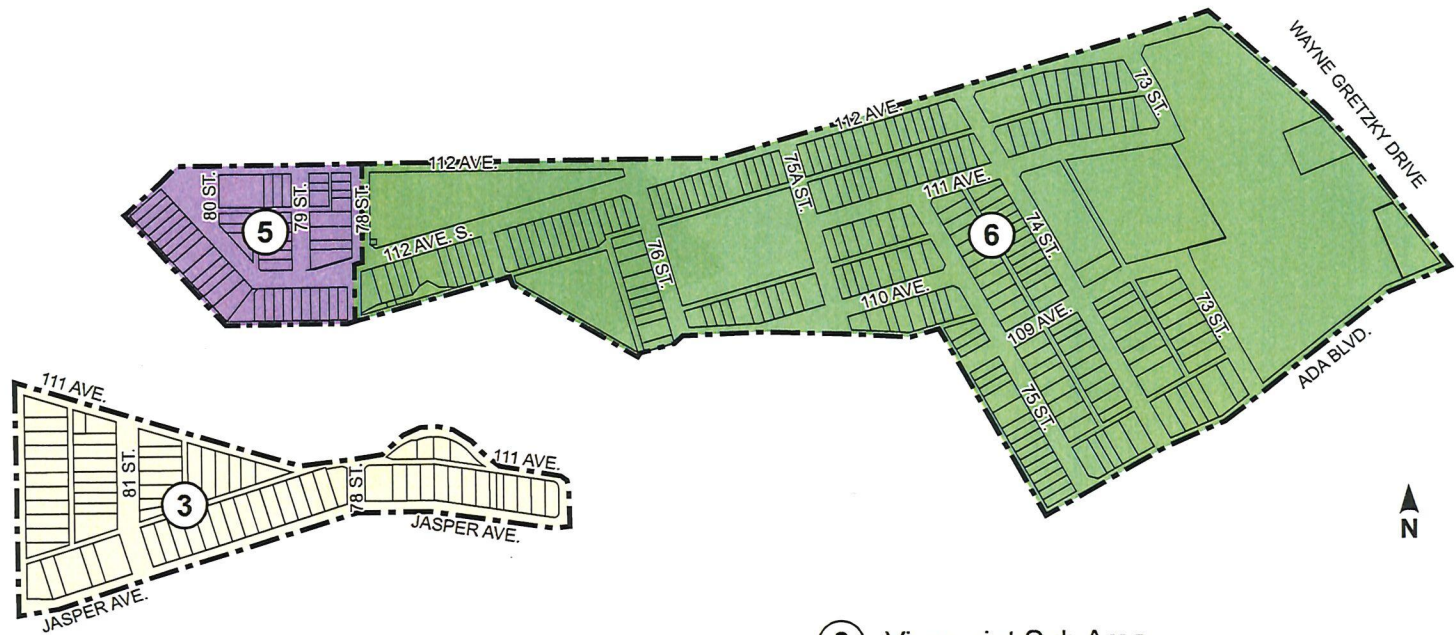 WAYNE GRETZKY DRIVE
73 ST.
112 AVE.
112 AVE.
80 ST.
79 ST.
78 ST.
75A ST.
111 AVE.
5
6
74 ST.
112 AVE. S.
76 ST.
110 AVE.
109 AVE.
73 ST.
ADA BLVD.
75 ST.
111 AVE.
81 ST.
78 ST.
111 AVE.
3
JASPER AVE.
JASPER AVE.
N